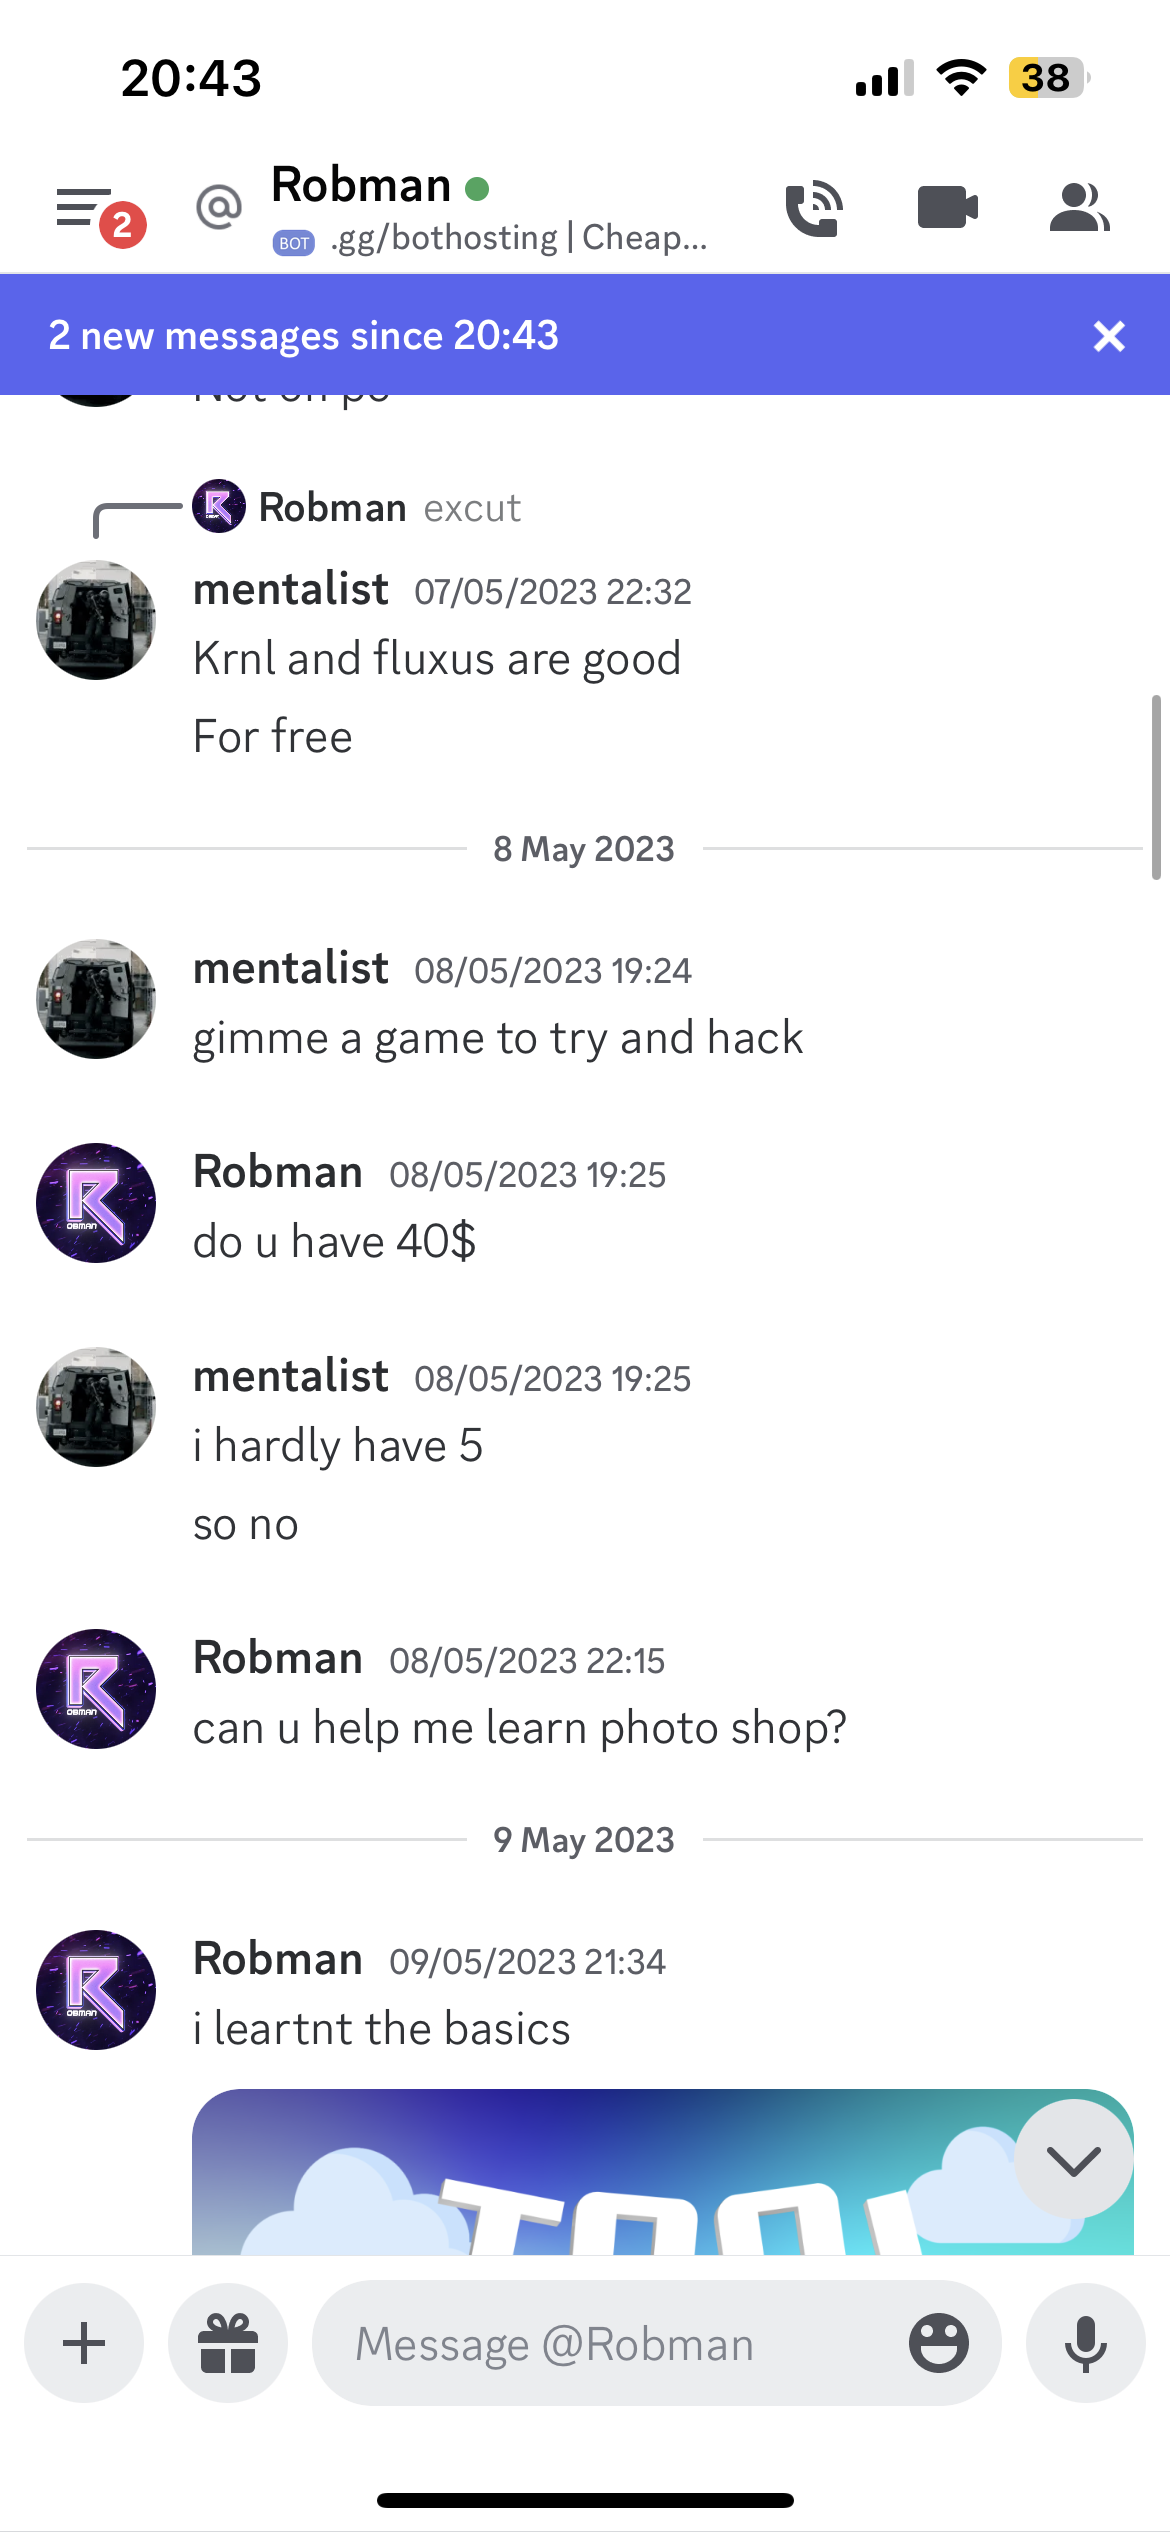 20:43
38
2
Robman
BOT .gg/bothosting | Cheap...
2 new messages since 20:43
Not on pc
Robman excut
mentalist 07/05/2023 22:32
Krnl and fluxus are good
For free
8 May 2023
mentalist 08/05/2023 19:24
gimme a game to try and hack
Robman 08/05/2023 19:25
do u have 40$
mentalist 08/05/2023 19:25
i hardly have 5
so no
Robman 08/05/2023 22:15
can u help me learn photo shop?
9 May 2023
Robman 09/05/2023 21:34
i leartnt the basics
Message @Robman